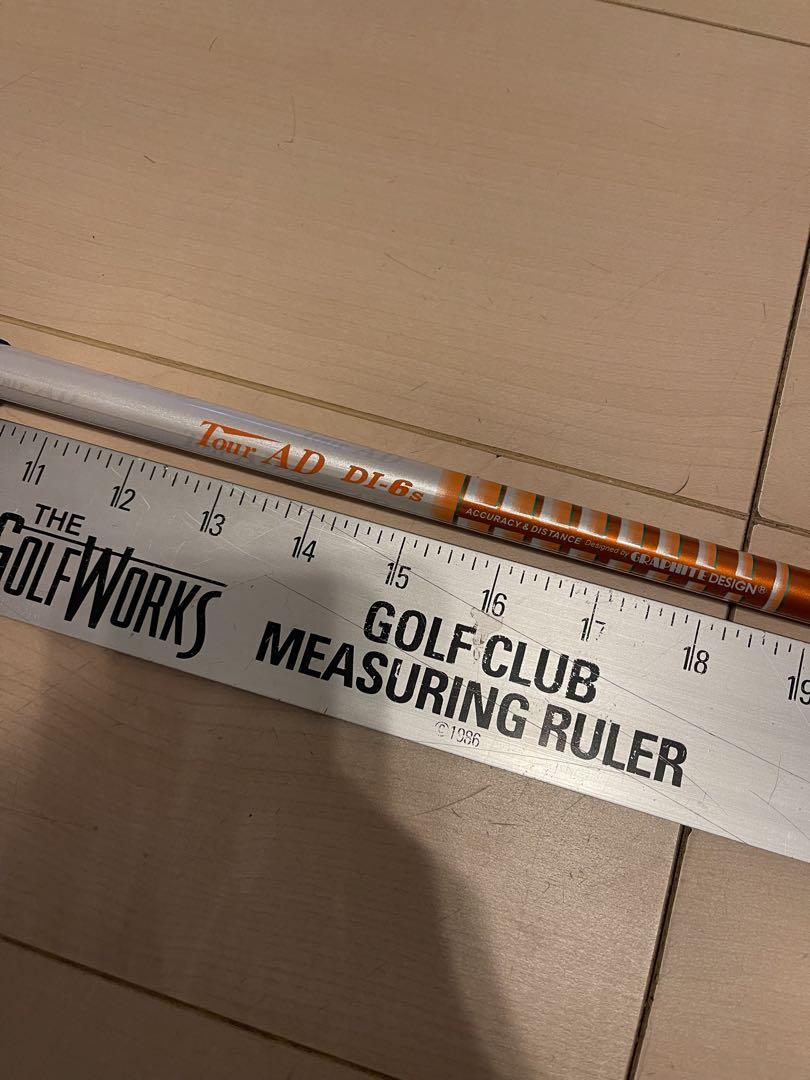 Tour AD DI-6s
ACCURACY & DISTANCE Designed by GRAPHITE DESIGN®
11 12 13 14 15 16 17 18 19
THE
GOLFWORKS
GOLF CLUB
MEASURING RULER
©1986